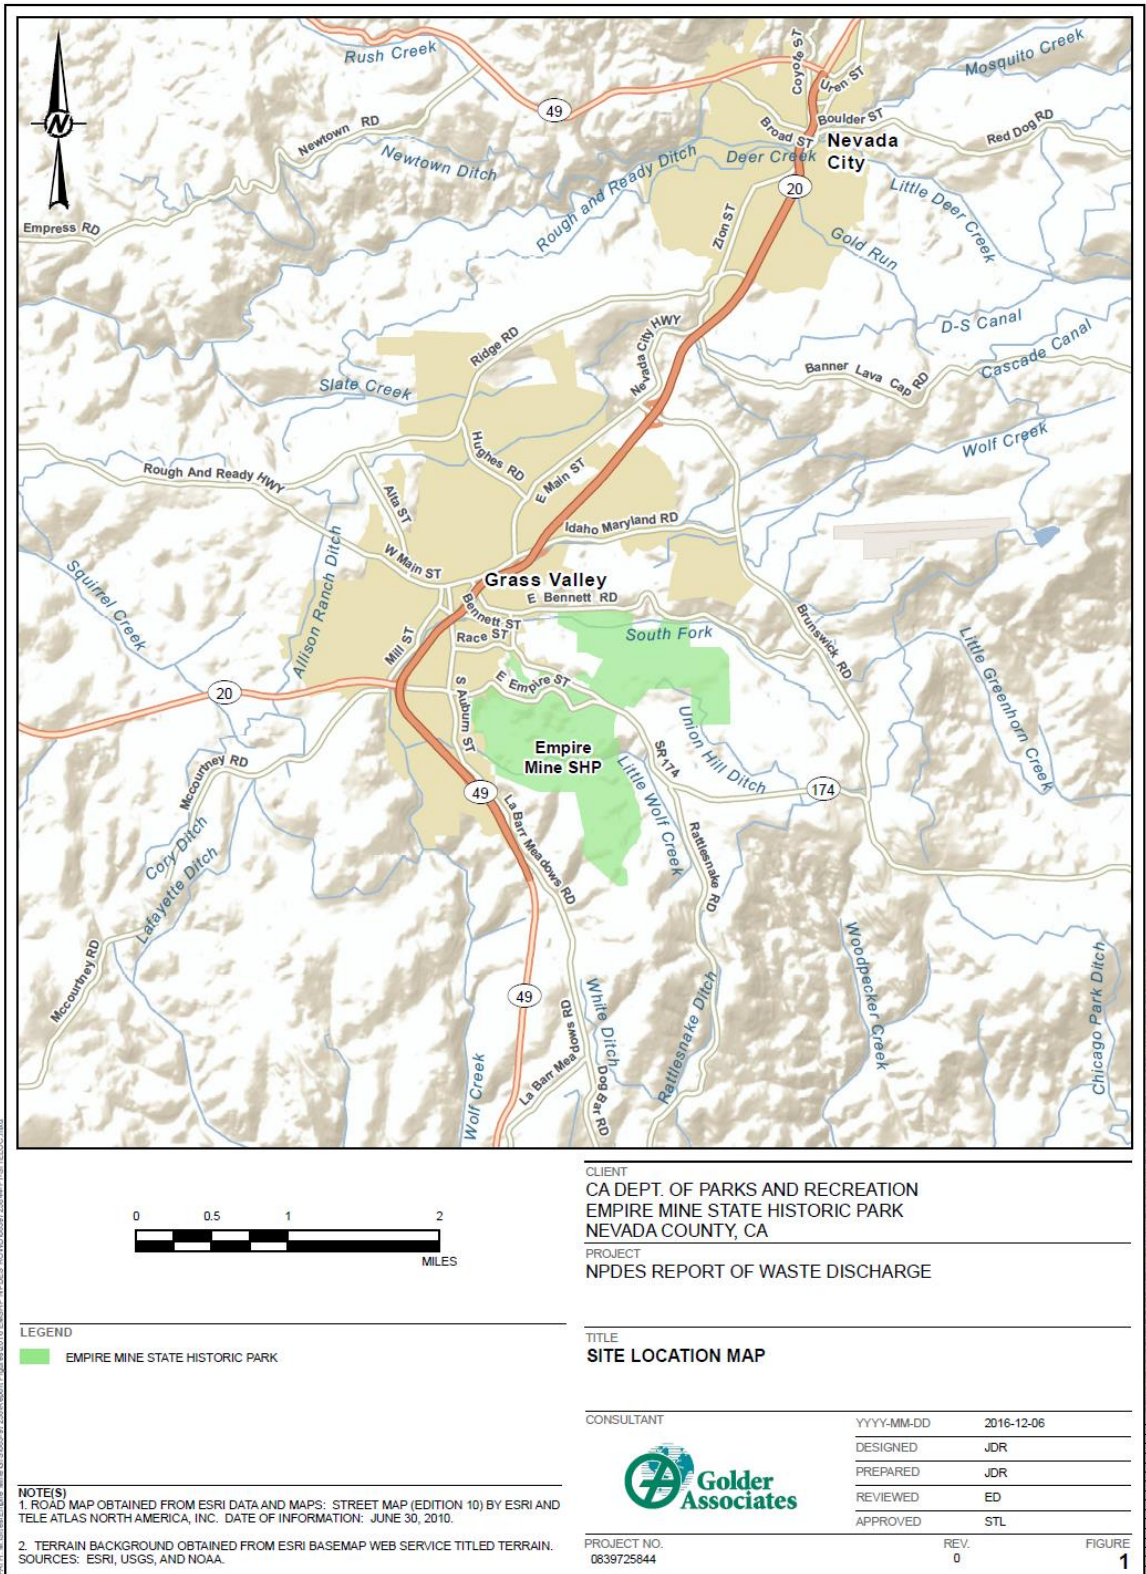 Rush Creek
Coyote ST
Uren ST
Mosquito Creek
49
Newtown RD
Newtown Ditch
Boulder ST
Broad ST
Nevada
City
Red Dog RD
N
Rough and Ready Ditch
Deer Creek
20
Little Deer Creek
Empress RD
Zion ST
Gold Run
D-S Canal
Cascade Canal
Nevada City HWY
Ridge RD
Banner Lava Cap RD
Slate Creek
Wolf Creek
Hughes RD
Rough And Ready HWY
Alta ST
E Main ST
Idaho Maryland RD
Allison Ranch Ditch
W Main ST
Squirrel Creek
Grass Valley
E Bennett RD
Bennett ST
Race ST
South Fork
Brunswick RD
Little Greenhorn Creek
Mill ST
20
E Empire ST
S Auburn ST
Union Hill Ditch
Empire
Mine SHP
SR 174
Little Wolf Creek
Mccourtney RD
49
174
La Barr Meadows RD
Rattlesnake RD
Cory Ditch
Lafayette Ditch
Mccourtney RD
Woodpecker Creek
Chicago Park Ditch
49
White Ditch
Rattlesnake Ditch
La Barr Meadows RD
Dog Bar RD
Wolf Creek
0 0.5 1 2
MILES
LEGEND
EMPIRE MINE STATE HISTORIC PARK
NOTE(S)
1. ROAD MAP OBTAINED FROM ESRI DATA AND MAPS: STREET MAP (EDITION 10) BY ESRI AND
TELE ATLAS NORTH AMERICA, INC. DATE OF INFORMATION: JUNE 30, 2010.
2. TERRAIN BACKGROUND OBTAINED FROM ESRI BASEMAP WEB SERVICE TITLED TERRAIN.
SOURCES: ESRI, USGS, AND NOAA.
CLIENT
CA DEPT. OF PARKS AND RECREATION
EMPIRE MINE STATE HISTORIC PARK
NEVADA COUNTY, CA
PROJECT
NPDES REPORT OF WASTE DISCHARGE
TITLE
SITE LOCATION MAP
CONSULTANT
Golder
Associates
YYYY-MM-DD 2016-12-06
DESIGNED JDR
PREPARED JDR
REVIEWED ED
APPROVED STL
PROJECT NO.
0839725844
REV.
0
FIGURE
1